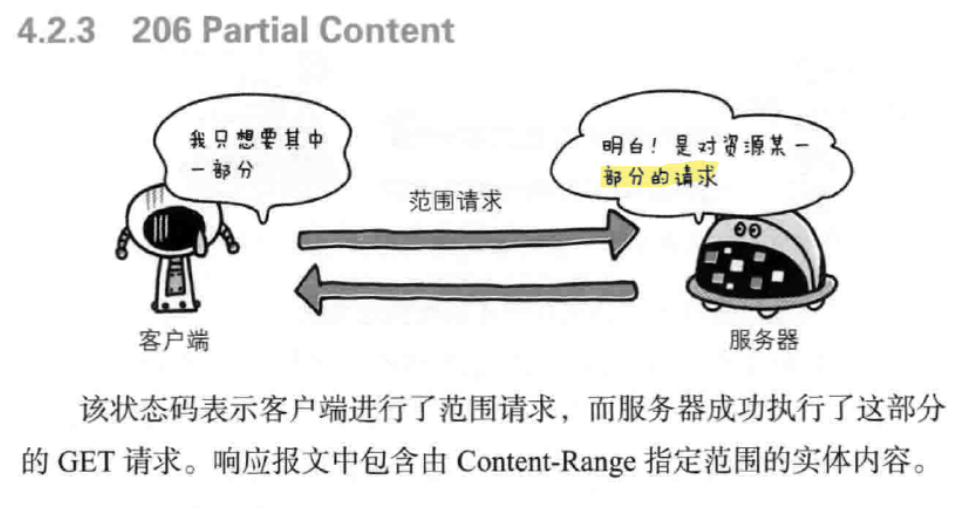 4.2.3 206 Partial Content
我只想要其中
一部分
明白！是对资源某一
部分的请求
范围请求
客户端
服务器
该状态码表示客户端进行了范围请求，而服务器成功执行了这部分
的 GET 请求。响应报文中包含由 Content-Range 指定范围的实体内容。